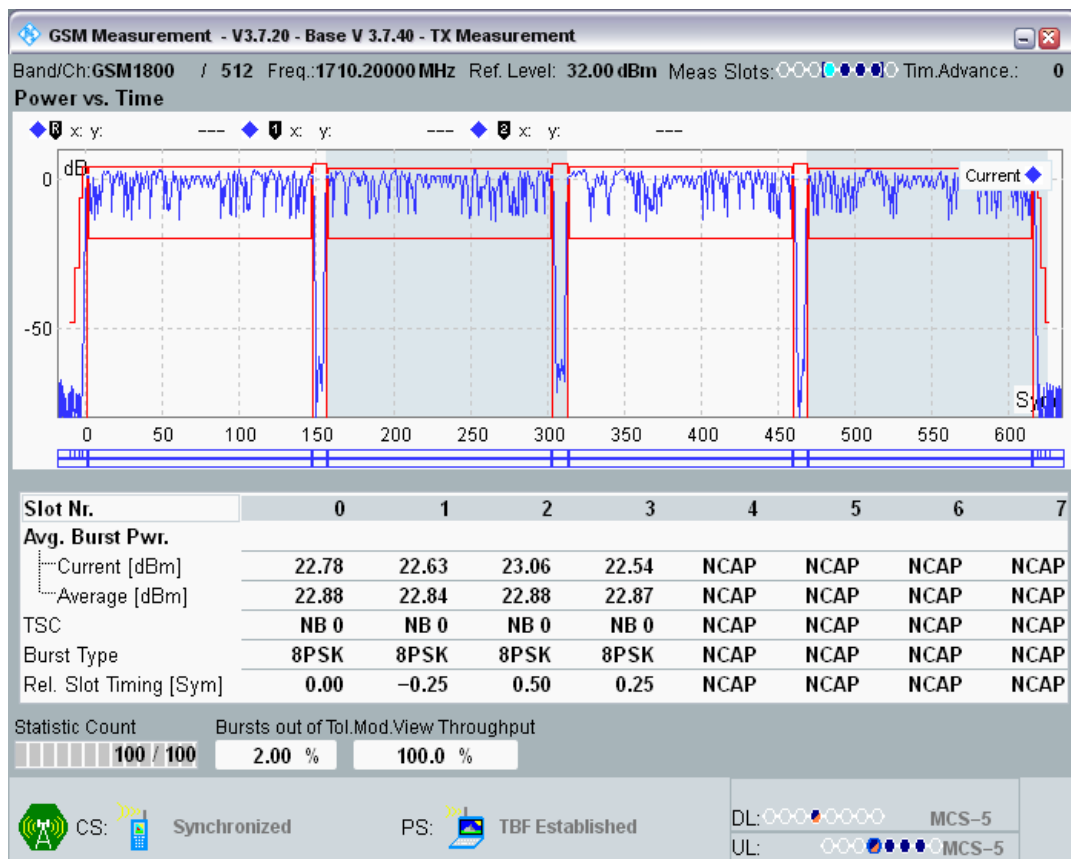 GSM Measurement - V3.7.20 - Base V 3.7.40 - TX Measurement
Band/Ch:GSM1800 / 512 Freq.:1710.20000 MHz Ref. Level: 32.00 dBm Meas Slots: Tim.Advance.: 0
Power vs. Time
R x: y: --- 1 x: y: --- 2 x: y: ---
dB
Current
0
-50
Sym
0 50 100 150 200 250 300 350 400 450 500 550 600
Slot Nr. 0 1 2 3 4 5 6 7
Avg. Burst Pwr.
Current [dBm] 22.78 22.63 23.06 22.54 NCAP NCAP NCAP NCAP
Average [dBm] 22.88 22.84 22.88 22.87 NCAP NCAP NCAP NCAP
TSC NB 0 NB 0 NB 0 NB 0 NCAP NCAP NCAP NCAP
Burst Type 8PSK 8PSK 8PSK 8PSK NCAP NCAP NCAP NCAP
Rel. Slot Timing [Sym] 0.00 −0.25 0.50 0.25 NCAP NCAP NCAP NCAP
Statistic Count Bursts out of Tol.Mod.View Throughput
100 / 100 2.00 % 100.0 %
CS: Synchronized PS: TBF Established
DL: MCS–5
UL: MCS–5